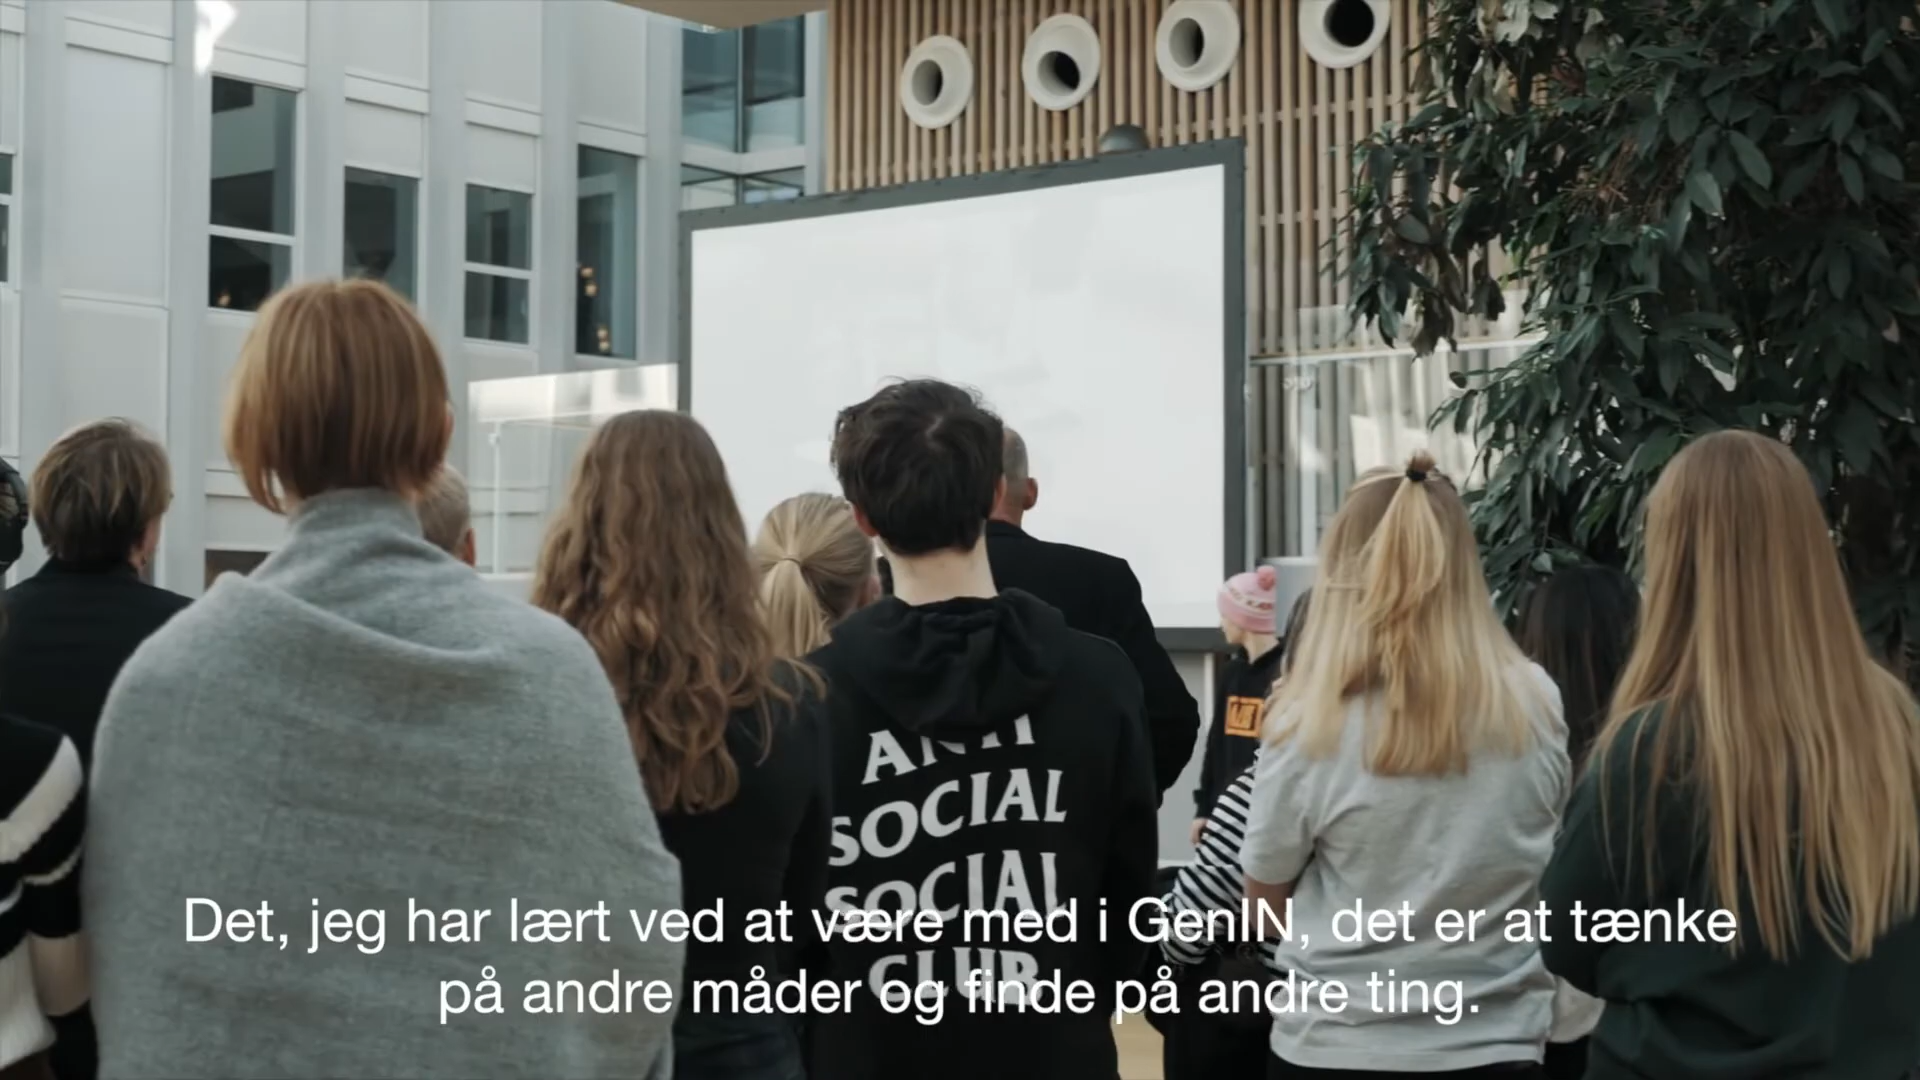 ANTI
SOCIAL
SOCIAL
CLUB
Det, jeg har lært ved at være med i GenIN, det er at tænke
på andre måder og finde på andre ting.